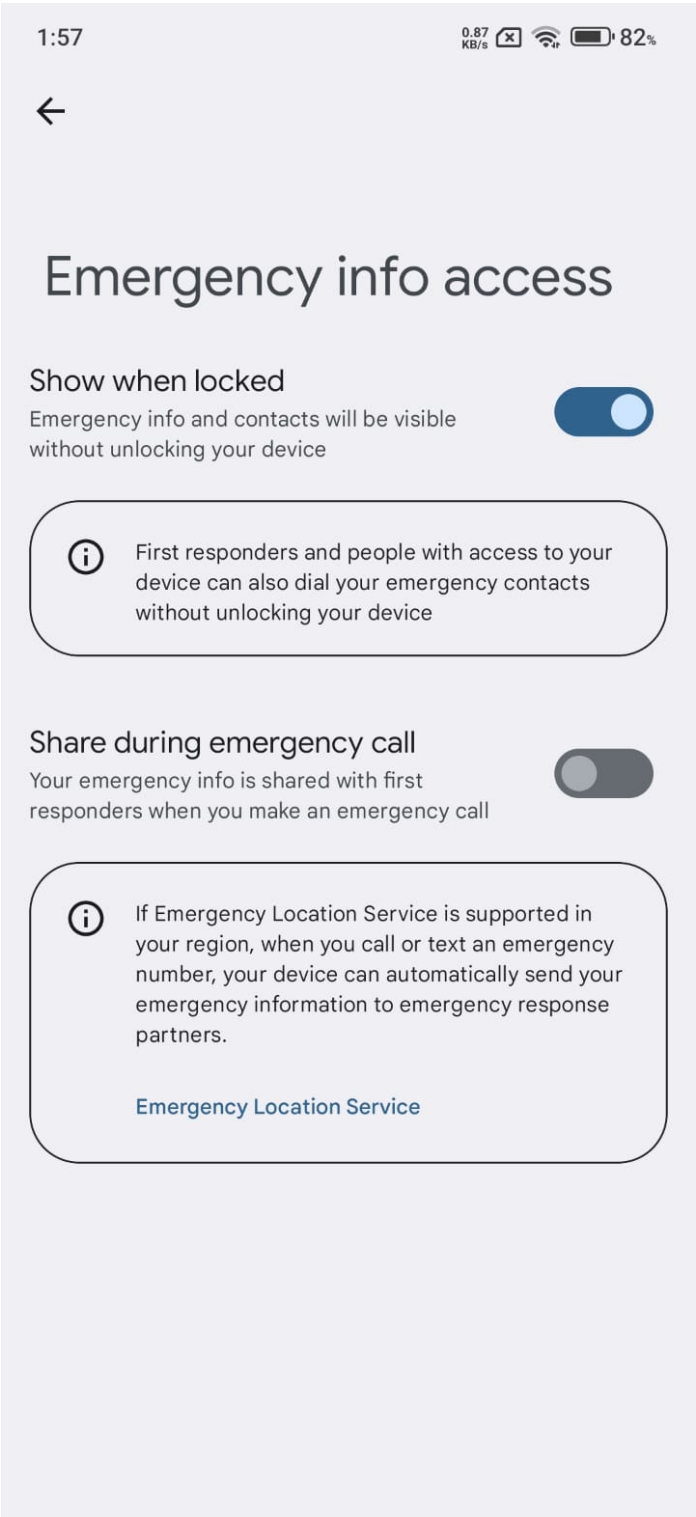 1:57
0.87
KB/s
82%
Emergency info access
Show when locked
Emergency info and contacts will be visible
without unlocking your device
First responders and people with access to your
device can also dial your emergency contacts
without unlocking your device
Share during emergency call
Your emergency info is shared with first
responders when you make an emergency call
If Emergency Location Service is supported in
your region, when you call or text an emergency
number, your device can automatically send your
emergency information to emergency response
partners.
Emergency Location Service